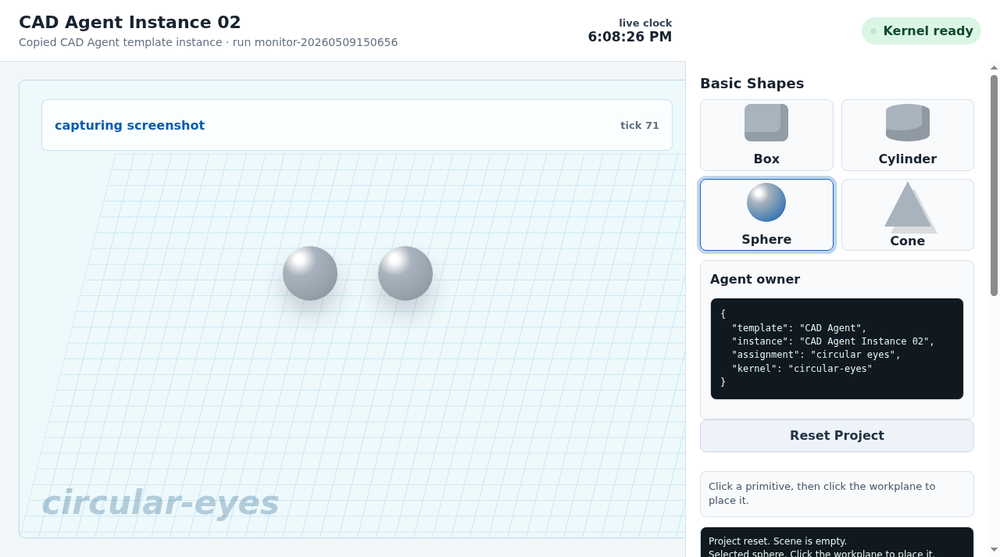 CAD Agent Instance 02
Copied CAD Agent template instance · run monitor-20260509150656
live clock
6:08:26 PM
Kernel ready
capturing screenshot
tick 71
circular-eyes
Basic Shapes
Box
Cylinder
Sphere
Cone
Agent owner
{
  "template": "CAD Agent",
  "instance": "CAD Agent Instance 02",
  "assignment": "circular eyes",
  "kernel": "circular-eyes"
}
Reset Project
Click a primitive, then click the workplane to
place it.
Project reset. Scene is empty.
Selected sphere. Click the workplane to place it.